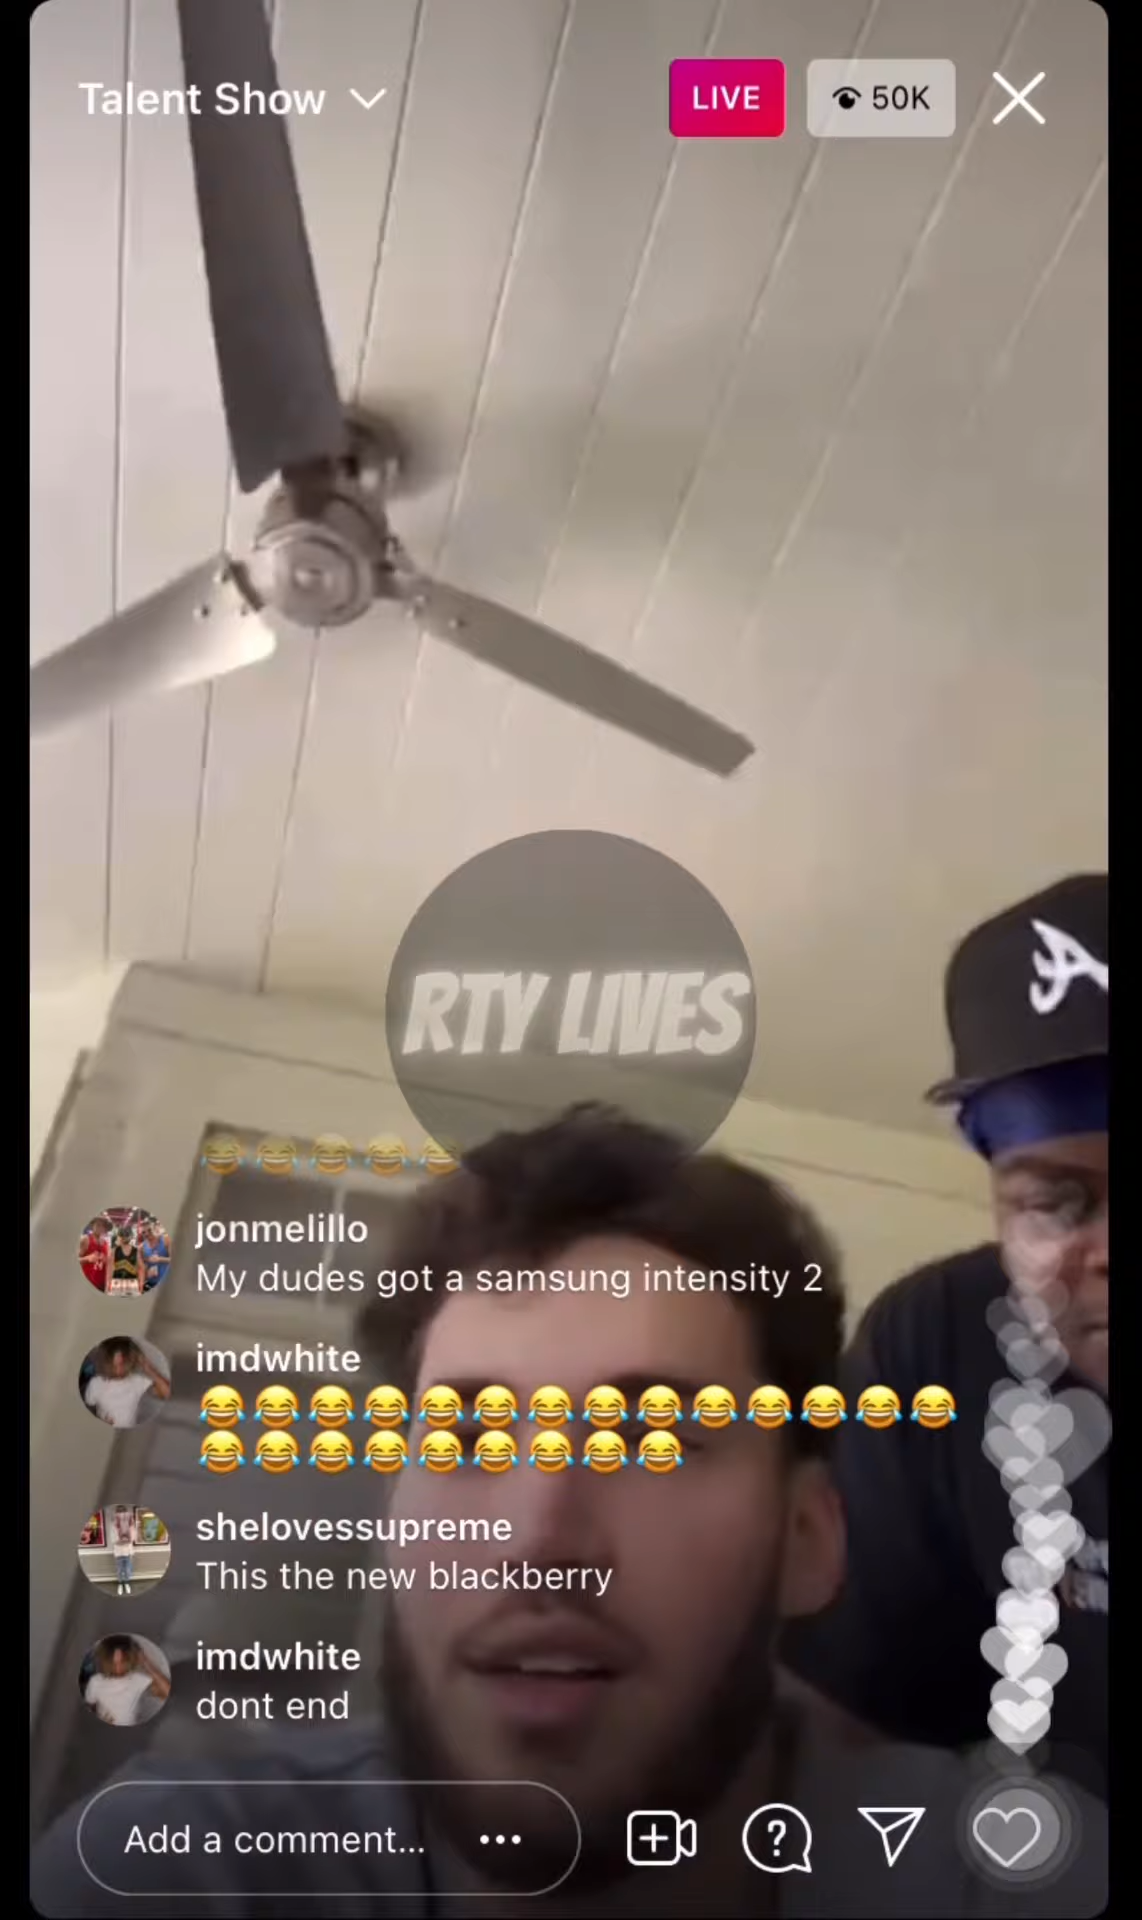 Talent Show
LIVE
50K
A
RTY LIVES
😂😂😂😂😂
jonmelillo
My dudes got a samsung intensity 2
imdwhite
😂😂😂😂😂😂😂😂😂😂😂😂😂😂
😂😂😂😂😂😂😂😂😂
shelovessupreme
This the new blackberry
imdwhite
dont end
Add a comment...